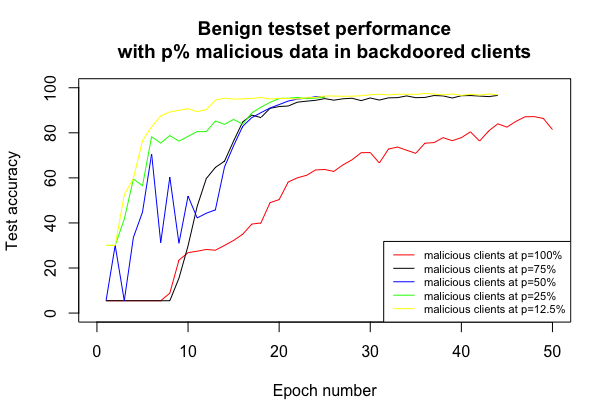 Benign testset performance
with p% malicious data in backdoored clients
Test accuracy
100
80
60
40
20
0
malicious clients at p=100%
malicious clients at p=75%
malicious clients at p=50%
malicious clients at p=25%
malicious clients at p=12.5%
0 10 20 30 40 50
Epoch number